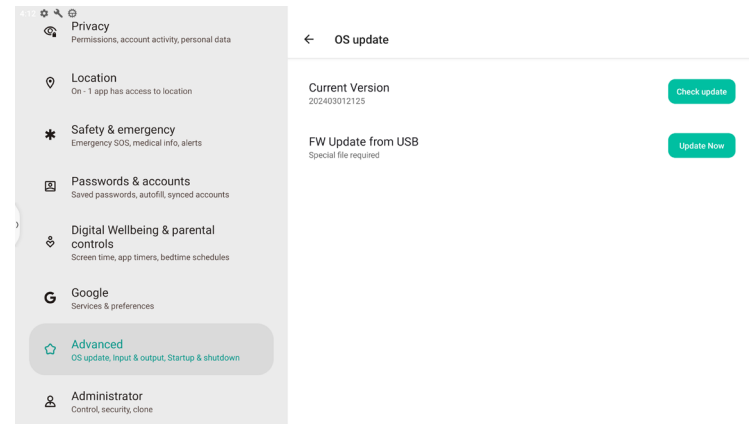 4:12
Privacy
Permissions, account activity, personal data
Location
On - 1 app has access to location
Safety & emergency
Emergency SOS, medical info, alerts
Passwords & accounts
Saved passwords, autofill, synced accounts
Digital Wellbeing & parental
controls
Screen time, app timers, bedtime schedules
Google
Services & preferences
Advanced
OS update, Input & output, Startup & shutdown
Administrator
Control, security, clone
OS update
Current Version
202403012125
Check update
FW Update from USB
Special file required
Update Now